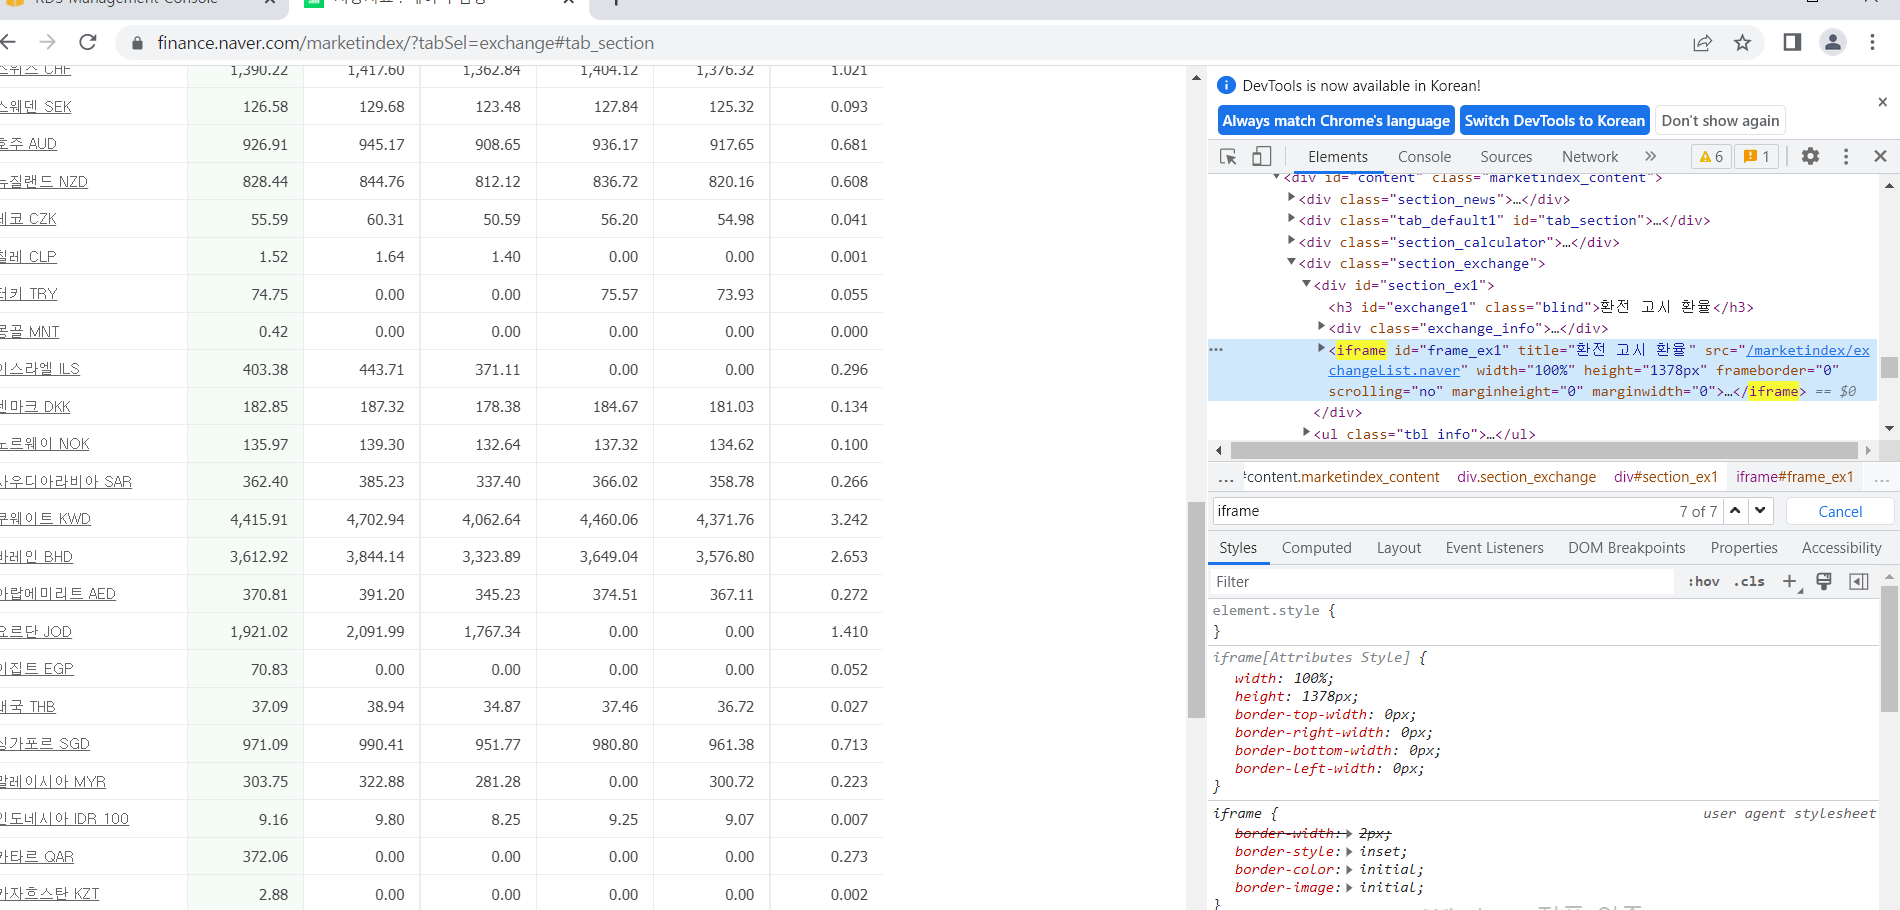 RDS Management Console
finance.naver.com/marketindex/?tabSel=exchange#tab_section
스위스 CHF 1,390.22 1,417.60 1,362.84 1,404.12 1,376.32 1.021
스웨덴 SEK 126.58 129.68 123.48 127.84 125.32 0.093
호주 AUD 926.91 945.17 908.65 936.17 917.65 0.681
뉴질랜드 NZD 828.44 844.76 812.12 836.72 820.16 0.608
체코 CZK 55.59 60.31 50.59 56.20 54.98 0.041
칠레 CLP 1.52 1.64 1.40 0.00 0.00 0.001
터키 TRY 74.75 0.00 0.00 75.57 73.93 0.055
몽골 MNT 0.42 0.00 0.00 0.00 0.00 0.000
이스라엘 ILS 403.38 443.71 371.11 0.00 0.00 0.296
덴마크 DKK 182.85 187.32 178.38 184.67 181.03 0.134
노르웨이 NOK 135.97 139.30 132.64 137.32 134.62 0.100
사우디아라비아 SAR 362.40 385.23 337.40 366.02 358.78 0.266
쿠웨이트 KWD 4,415.91 4,702.94 4,062.64 4,460.06 4,371.76 3.242
바레인 BHD 3,612.92 3,844.14 3,323.89 3,649.04 3,576.80 2.653
아랍에미리트 AED 370.81 391.20 345.23 374.51 367.11 0.272
요르단 JOD 1,921.02 2,091.99 1,767.34 0.00 0.00 1.410
이집트 EGP 70.83 0.00 0.00 0.00 0.00 0.052
태국 THB 37.09 38.94 34.87 37.46 36.72 0.027
싱가포르 SGD 971.09 990.41 951.77 980.80 961.38 0.713
말레이시아 MYR 303.75 322.88 281.28 0.00 300.72 0.223
인도네시아 IDR 100 9.16 9.80 8.25 9.25 9.07 0.007
카타르 QAR 372.06 0.00 0.00 0.00 0.00 0.273
카자흐스탄 KZT 2.88 0.00 0.00 0.00 0.00 0.002
DevTools is now available in Korean!
Always match Chrome's language Switch DevTools to Korean Don't show again
Elements Console Sources Network 6 1
<div id="content" class="marketindex_content">
<div class="section_news">…</div>
<div class="tab_default1" id="tab_section">…</div>
<div class="section_calculator">…</div>
<div class="section_exchange">
<div id="section_ex1">
<h3 id="exchange1" class="blind">환전 고시 환율</h3>
<div class="exchange_info">…</div>
<iframe id="frame_ex1" title="환전 고시 환율" src="/marketindex/ex
changeList.naver" width="100%" height="1378px" frameborder="0"
scrolling="no" marginheight="0" marginwidth="0">…</iframe> == $0
</div>
<ul class="tbl_info">…</ul>
... content.marketindex_content div.section_exchange div#section_ex1 iframe#frame_ex1 ...
iframe 7 of 7 Cancel
Styles Computed Layout Event Listeners DOM Breakpoints Properties Accessibility
Filter :hov .cls
element.style {
}
iframe[Attributes Style] {
width: 100%;
height: 1378px;
border-top-width: 0px;
border-right-width: 0px;
border-bottom-width: 0px;
border-left-width: 0px;
}
iframe { user agent stylesheet
border-width: 2px;
border-style: inset;
border-color: initial;
border-image: initial;
}